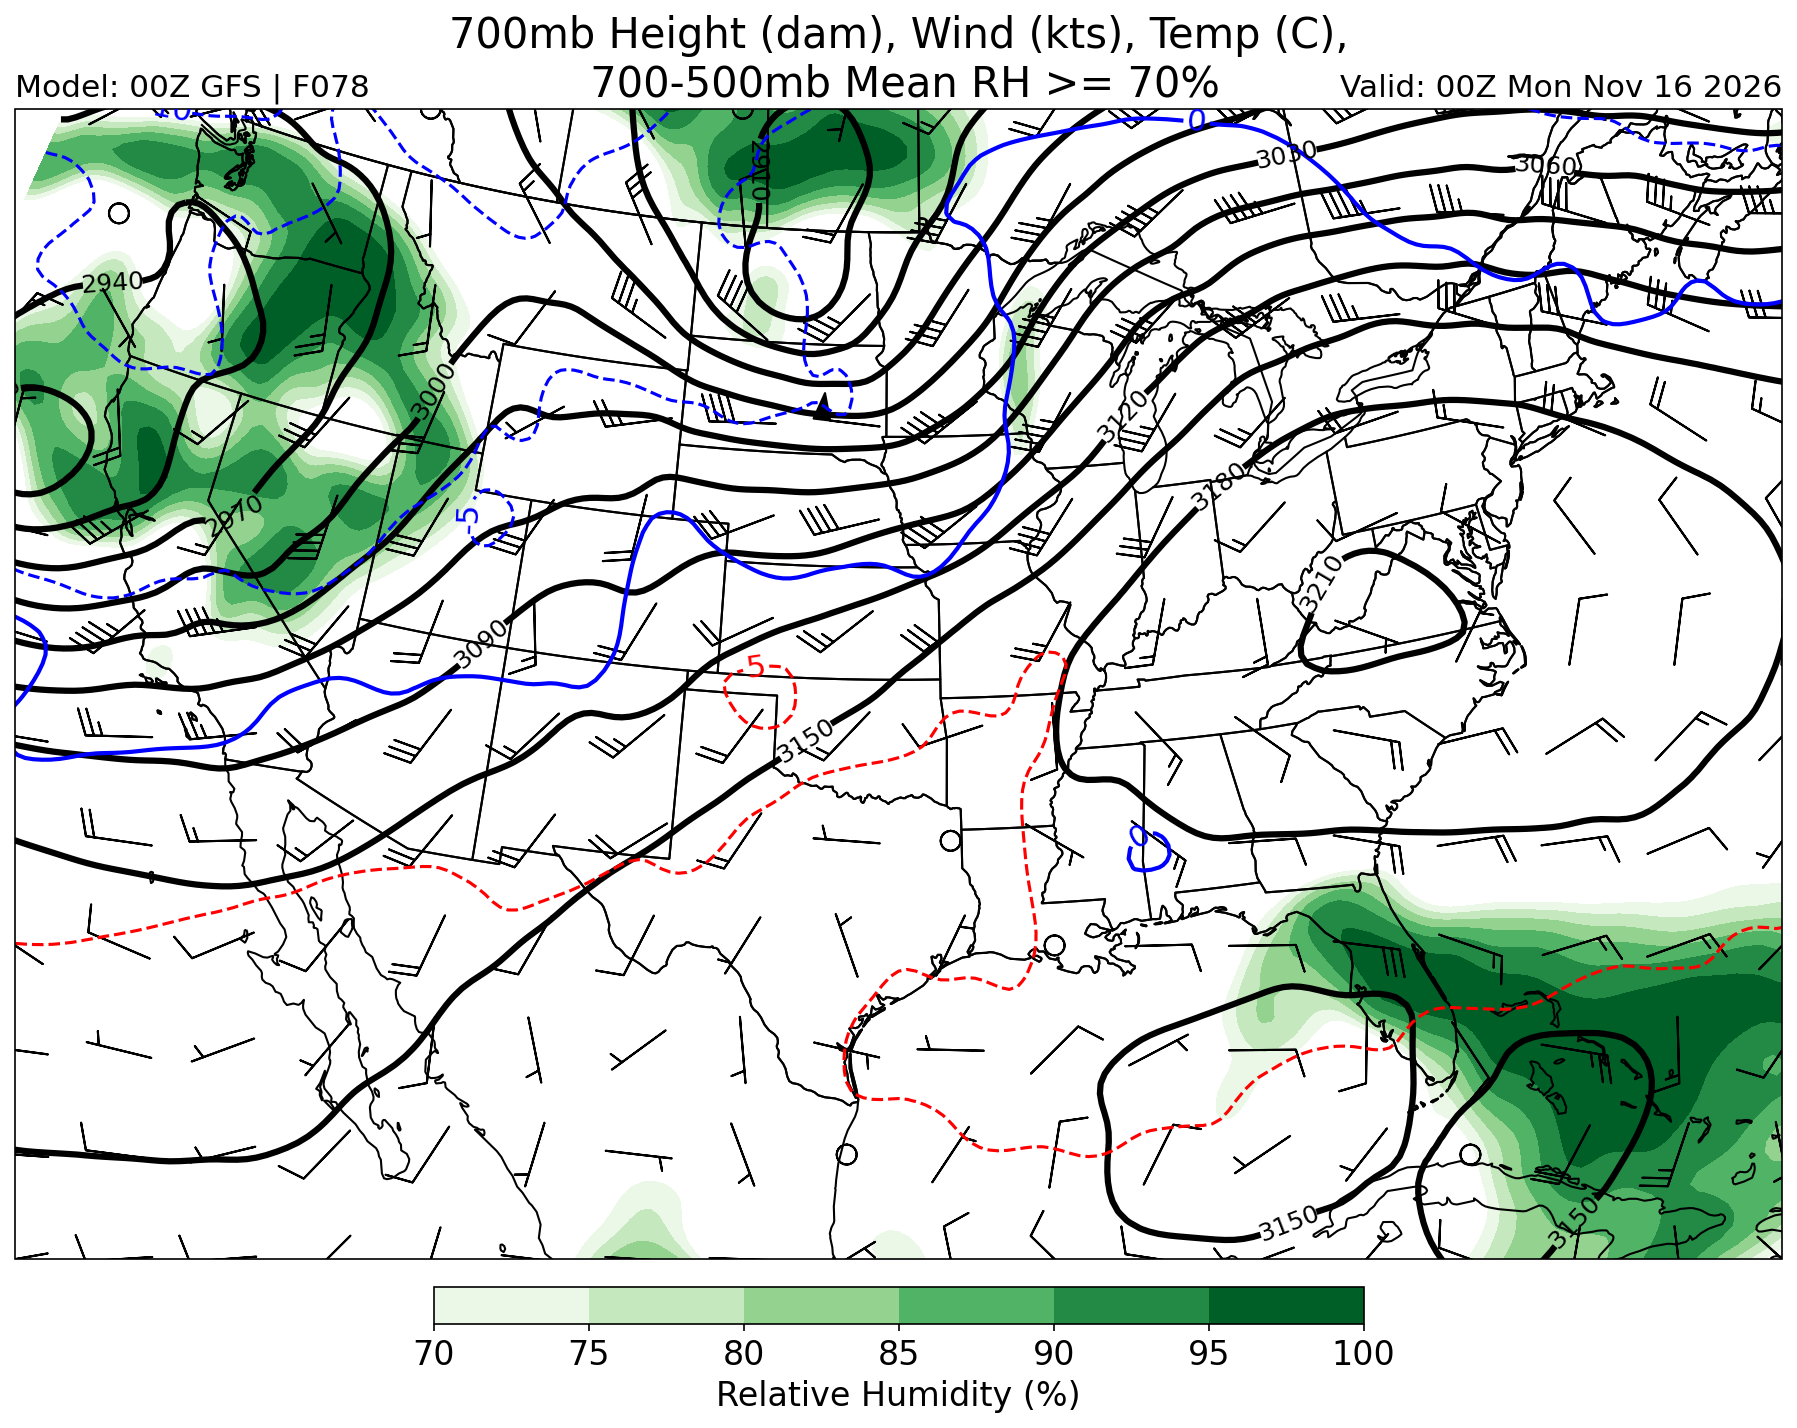 700mb Height (dam), Wind (kts), Temp (C),
700-500mb Mean RH >= 70%
Model: 00Z GFS | F078
Valid: 00Z Mon Nov 16 2026
0
3030
3060
2910
2940
3000
3120
2970
-5
3180
3210
3090
5
3150
0
3150
3150
70 75 80 85 90 95 100
Relative Humidity (%)